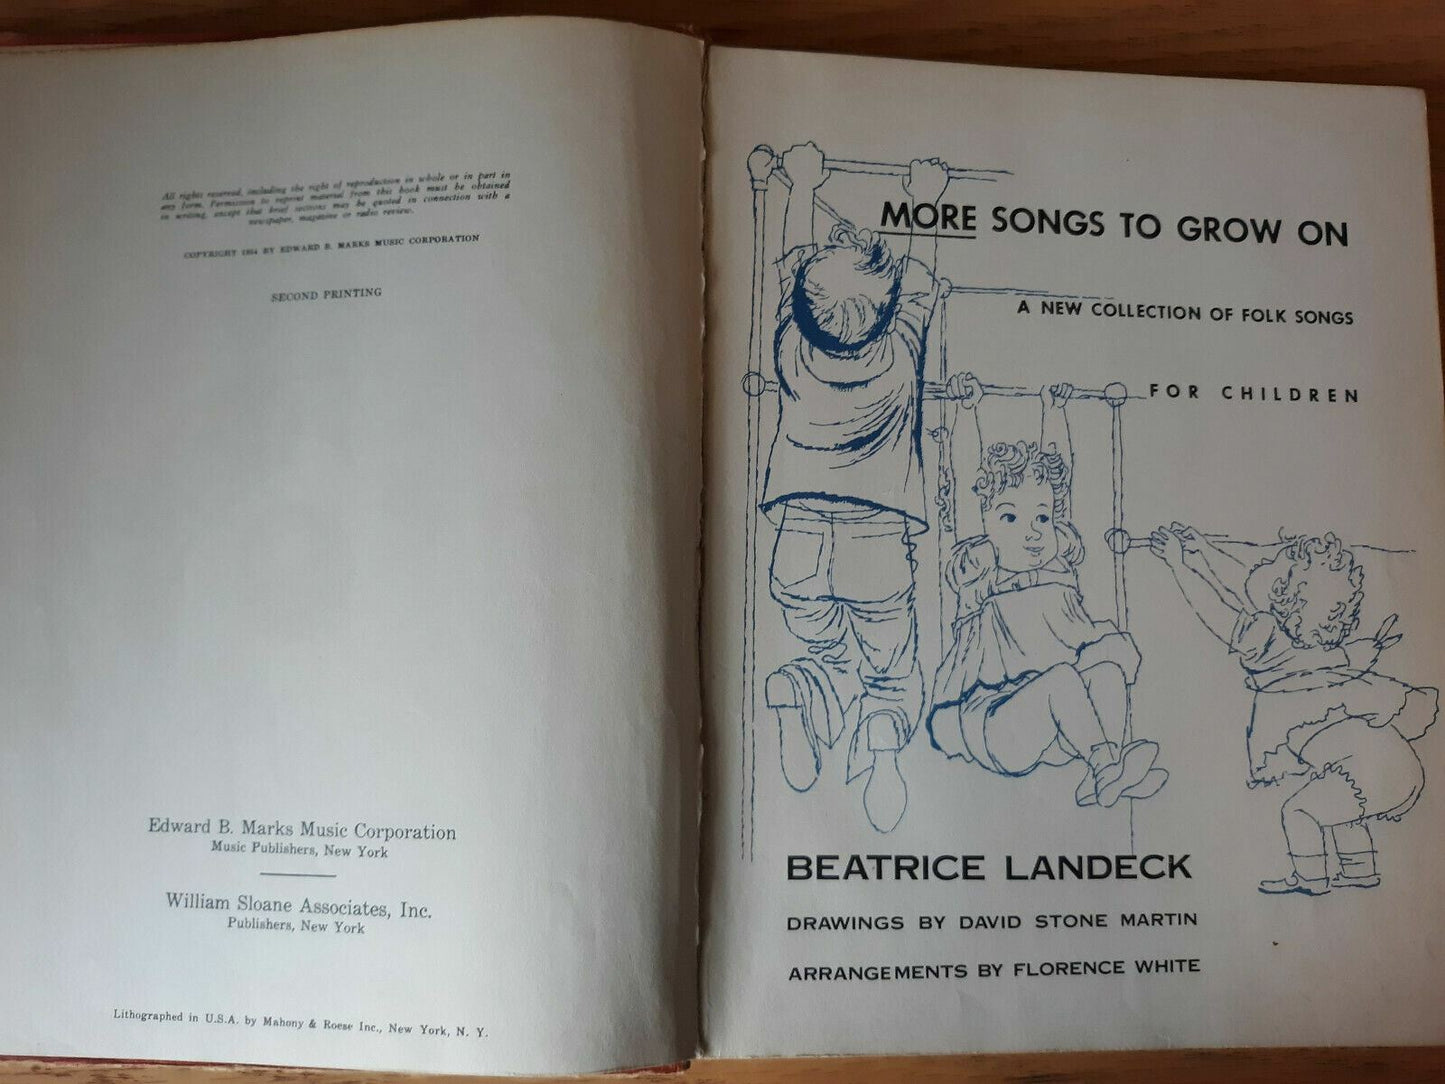 All rights reserved, including the right of reproduction in whole or in part in
any form. Permission to reprint material from this book must be obtained
in writing, except that brief sections may be quoted in connection with a
newspaper, magazine or radio review.
COPYRIGHT 1954 BY EDWARD B. MARKS MUSIC CORPORATION
SECOND PRINTING
Edward B. Marks Music Corporation
Music Publishers, New York
William Sloane Associates, Inc.
Publishers, New York
Lithographed in U.S.A. by Mahony & Roese Inc., New York, N. Y.
MORE SONGS TO GROW ON
A NEW COLLECTION OF FOLK SONGS
FOR CHILDREN
BEATRICE LANDECK
DRAWINGS BY DAVID STONE MARTIN
ARRANGEMENTS BY FLORENCE WHITE